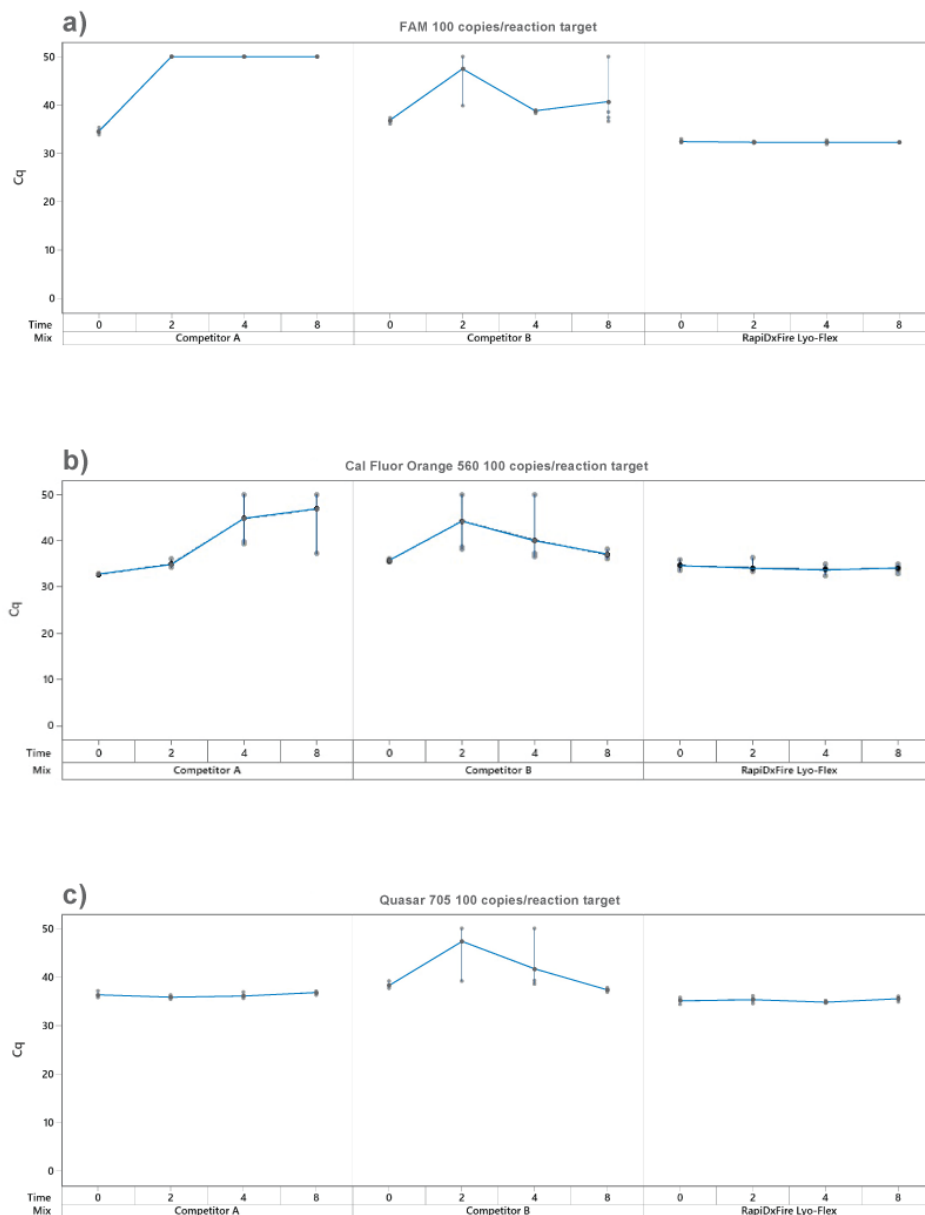 a)
FAM 100 copies/reaction target
50
40
30
20
10
0
Cq
Time 0 2 4 8 0 2 4 8 0 2 4 8
Mix Competitor A Competitor B RapiDxFire Lyo-Flex
b)
Cal Fluor Orange 560 100 copies/reaction target
50
40
30
20
10
0
Cq
Time 0 2 4 8 0 2 4 8 0 2 4 8
Mix Competitor A Competitor B RapiDxFire Lyo-Flex
c)
Quasar 705 100 copies/reaction target
50
40
30
20
10
0
Cq
Time 0 2 4 8 0 2 4 8 0 2 4 8
Mix Competitor A Competitor B RapiDxFire Lyo-Flex